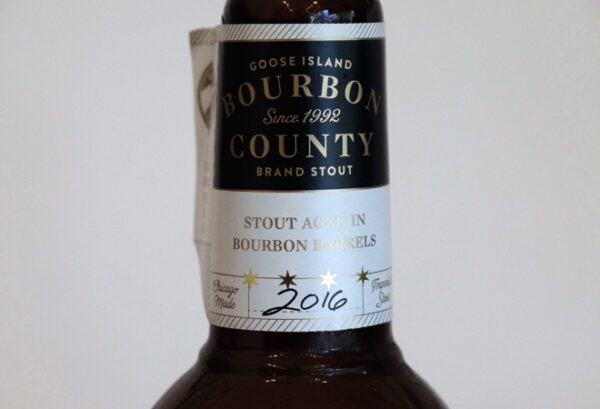 GOOSE ISLAND
BOURBON
Since 1992
COUNTY
BRAND STOUT
STOUT AGED IN
BOURBON BARRELS
Chicago Made
2016
Imperial Stout